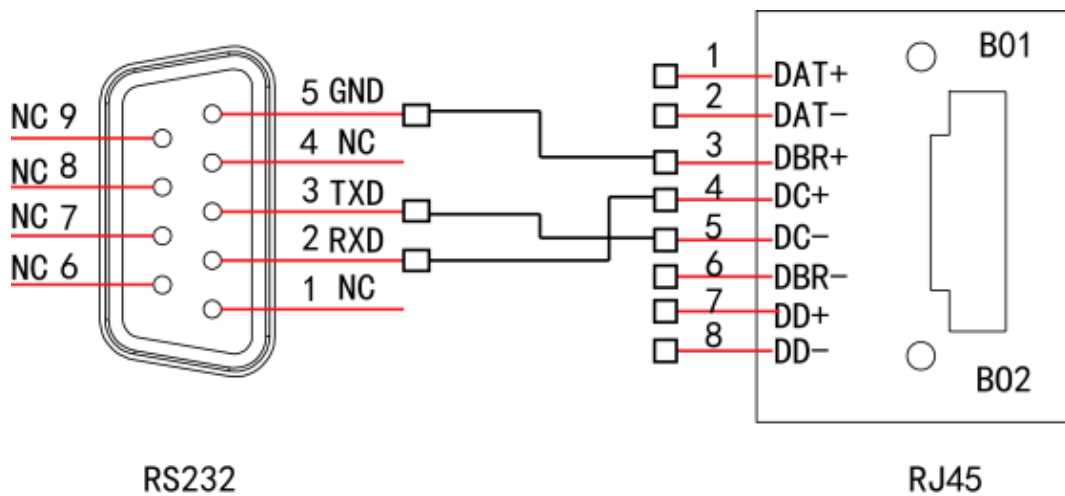 NC 9
NC 8
NC 7
NC 6
5 GND
4 NC
3 TXD
2 RXD
1 NC
1 DAT+
2 DAT-
3 DBR+
4 DC+
5 DC-
6 DBR-
7 DD+
8 DD-
B01
B02
RS232
RJ45